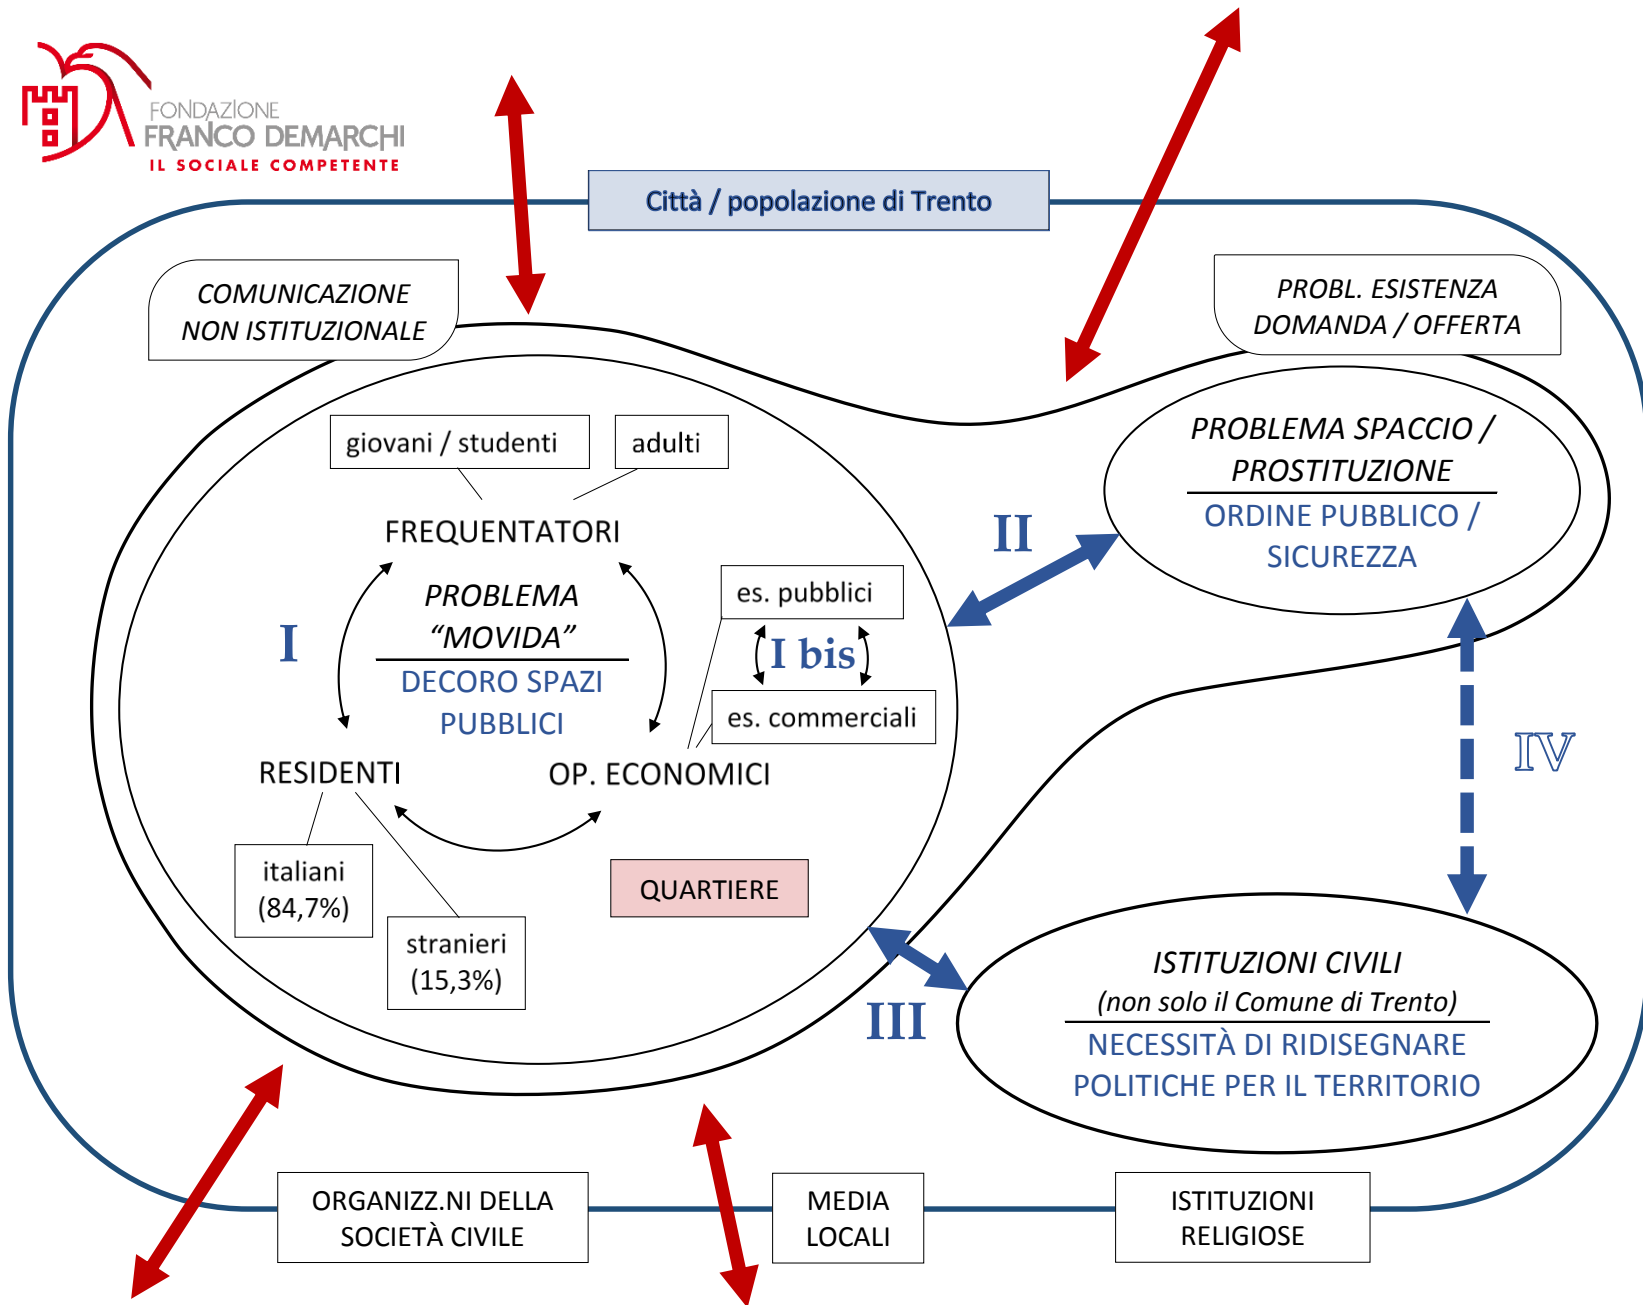 FONDAZIONE
FRANCO DEMARCHI
IL SOCIALE COMPETENTE
Città / popolazione di Trento
COMUNICAZIONE
NON ISTITUZIONALE
PROBL. ESISTENZA
DOMANDA / OFFERTA
giovani / studenti
adulti
FREQUENTATORI
PROBLEMA
“MOVIDA”
DECORO SPAZI
PUBBLICI
I
es. pubblici
I bis
es. commerciali
RESIDENTI
OP. ECONOMICI
italiani
(84,7%)
stranieri
(15,3%)
QUARTIERE
II
PROBLEMA SPACCIO /
PROSTITUZIONE
ORDINE PUBBLICO /
SICUREZZA
IV
III
ISTITUZIONI CIVILI
(non solo il Comune di Trento)
NECESSITÀ DI RIDISEGNARE
POLITICHE PER IL TERRITORIO
ORGANIZZ.NI DELLA
SOCIETÀ CIVILE
MEDIA
LOCALI
ISTITUZIONI
RELIGIOSE